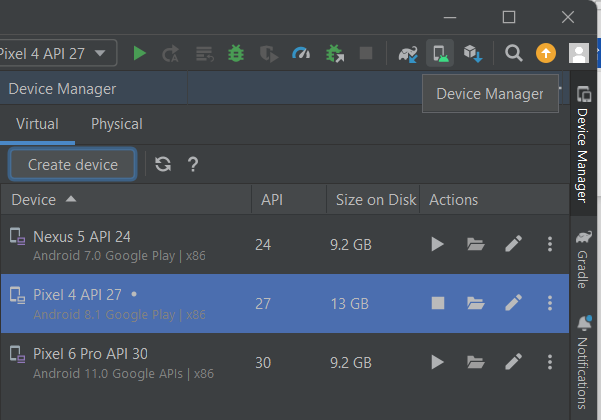 Pixel 4 API 27
Device Manager
Device Manager
Virtual Physical
Create device
Device API Size on Disk Actions
Nexus 5 API 24 24 9.2 GB
Android 7.0 Google Play | x86
Pixel 4 API 27 • 27 13 GB
Android 8.1 Google Play | x86
Pixel 6 Pro API 30 30 9.2 GB
Android 11.0 Google APIs | x86
Device Manager
Gradle
Notifications